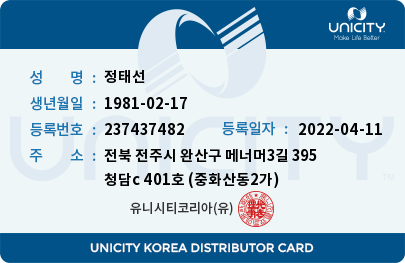 UNICITY
Make Life Better
성 명 : 정태선
생년월일 : 1981-02-17
등록번호 : 237437482 등록일자 : 2022-04-11
주 소 : 전북 전주시 완산구 메너머3길 395
청담c 401호 (중화산동2가)
유니시티코리아(유)
UNICITY
UNICITY KOREA DISTRIBUTOR CARD